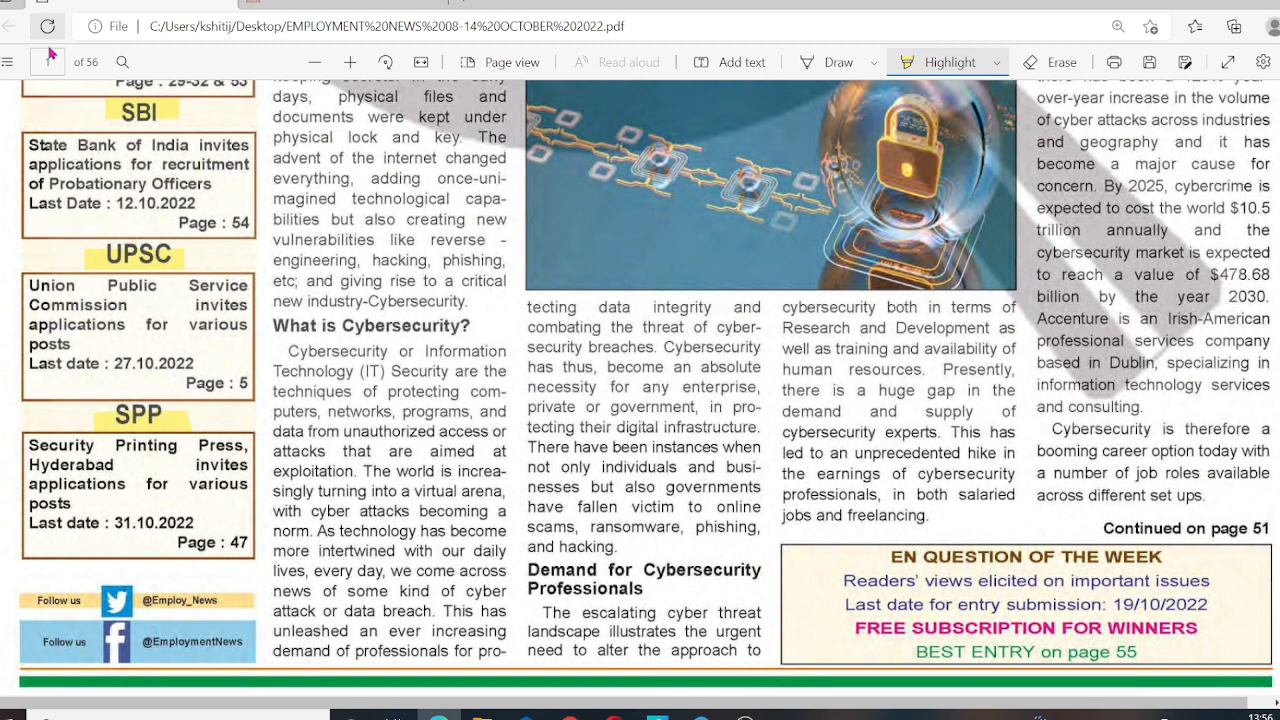 File
C:/Users/kshitij/Desktop/EMPLOYMENT%20NEWS%2008-14%20OCTOBER%202022.pdf
1 of 56
Page view
Read aloud
Add text
Draw
Highlight
Erase
Page : 29-32 & 53
SBI
State Bank of India invites
applications for recruitment
of Probationary Officers
Last Date : 12.10.2022
Page : 54
UPSC
Union Public Service
Commission invites
applications for various
posts
Last date : 27.10.2022
Page : 5
SPP
Security Printing Press,
Hyderabad invites
applications for various
posts
Last date : 31.10.2022
Page : 47
Follow us @Employ_News
Follow us @EmploymentNews
days, physical files and
documents were kept under
physical lock and key. The
advent of the internet changed
everything, adding once-uni-
magined technological capa-
bilities but also creating new
vulnerabilities like reverse -
engineering, hacking, phishing,
etc; and giving rise to a critical
new industry-Cybersecurity.
What is Cybersecurity?
Cybersecurity or Information
Technology (IT) Security are the
techniques of protecting com-
puters, networks, programs, and
data from unauthorized access or
attacks that are aimed at
exploitation. The world is increa-
singly turning into a virtual arena,
with cyber attacks becoming a
norm. As technology has become
more intertwined with our daily
lives, every day, we come across
news of some kind of cyber
attack or data breach. This has
unleashed an ever increasing
demand of professionals for pro-
tecting data integrity and
combating the threat of cyber-
security breaches. Cybersecurity
has thus, become an absolute
necessity for any enterprise,
private or government, in pro-
tecting their digital infrastructure.
There have been instances when
not only individuals and busi-
nesses but also governments
have fallen victim to online
scams, ransomware, phishing,
and hacking.
Demand for Cybersecurity
Professionals
The escalating cyber threat
landscape illustrates the urgent
need to alter the approach to
cybersecurity both in terms of
Research and Development as
well as training and availability of
human resources. Presently,
there is a huge gap in the
demand and supply of
cybersecurity experts. This has
led to an unprecedented hike in
the earnings of cybersecurity
professionals, in both salaried
jobs and freelancing.
over-year increase in the volume
of cyber attacks across industries
and geography and it has
become a major cause for
concern. By 2025, cybercrime is
expected to cost the world $10.5
trillion annually and the
cybersecurity market is expected
to reach a value of $478.68
billion by the year 2030.
Accenture is an Irish-American
professional services company
based in Dublin, specializing in
information technology services
and consulting.
Cybersecurity is therefore a
booming career option today with
a number of job roles available
across different set ups.
Continued on page 51
EN QUESTION OF THE WEEK
Readers' views elicited on important issues
Last date for entry submission: 19/10/2022
FREE SUBSCRIPTION FOR WINNERS
BEST ENTRY on page 55
13:56